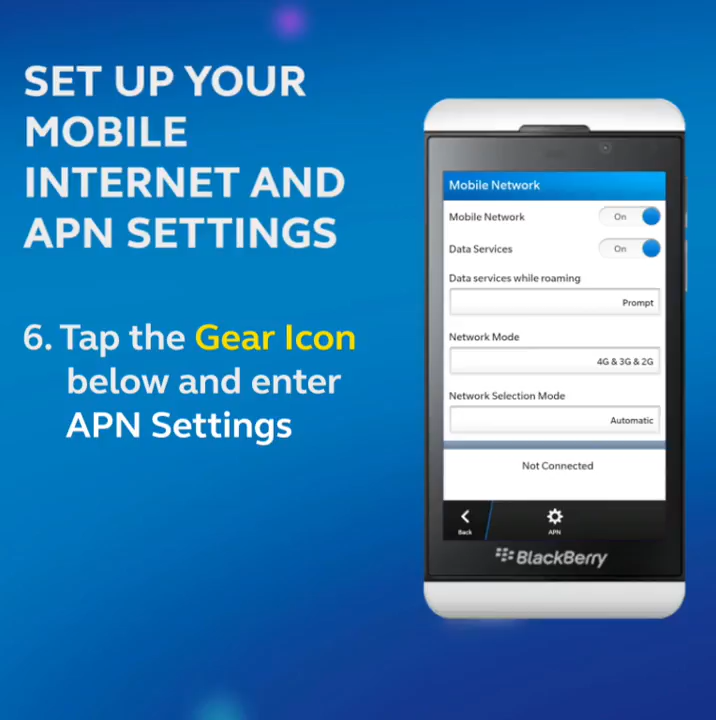 SET UP YOUR
MOBILE
INTERNET AND
APN SETTINGS
6. Tap the Gear Icon
below and enter
APN Settings
Mobile Network
Mobile Network On
Data Services On
Data services while roaming
Prompt
Network Mode
4G & 3G & 2G
Network Selection Mode
Automatic
Not Connected
Back APN
BlackBerry